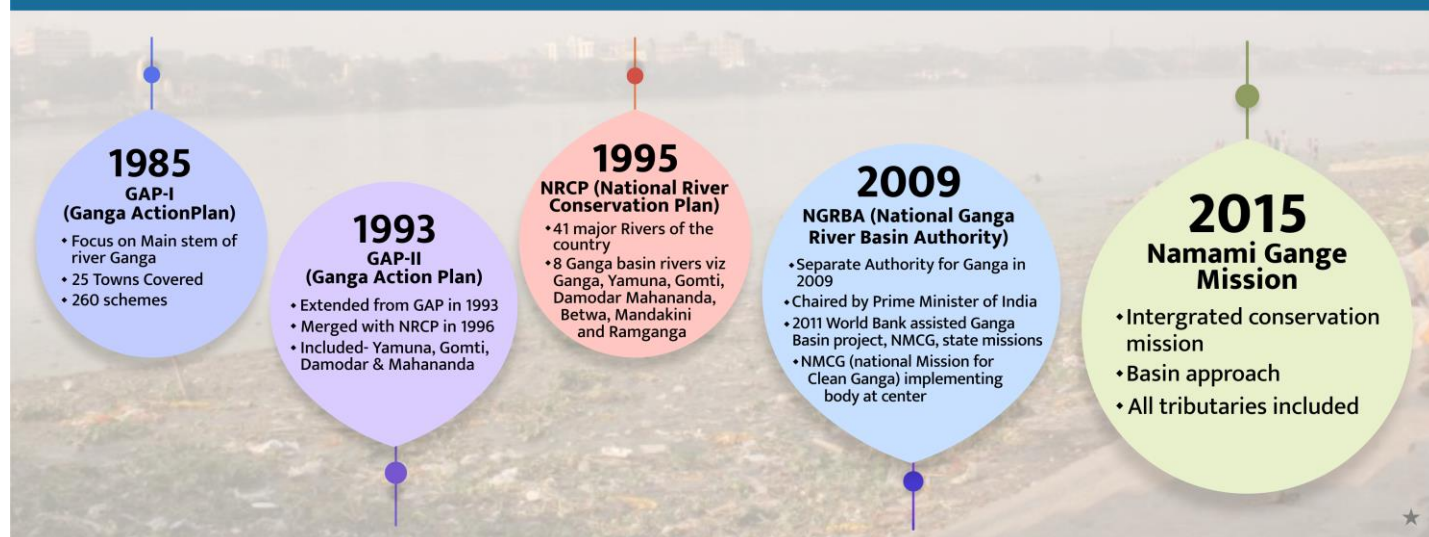 1985
GAP-I
(Ganga ActionPlan)
• Focus on Main stem of
river Ganga
• 25 Towns Covered
• 260 schemes
1993
GAP-II
(Ganga Action Plan)
• Extended from GAP in 1993
• Merged with NRCP in 1996
• Included- Yamuna, Gomti,
Damodar & Mahananda
1995
NRCP (National River
Conservation Plan)
• 41 major Rivers of the
country
• 8 Ganga basin rivers viz
Ganga, Yamuna, Gomti,
Damodar Mahananda,
Betwa, Mandakini
and Ramganga
2009
NGRBA (National Ganga
River Basin Authority)
• Separate Authority for Ganga in
2009
• Chaired by Prime Minister of India
• 2011 World Bank assisted Ganga
Basin project, NMCG, state missions
• NMCG (national Mission for
Clean Ganga) implementing
body at center
2015
Namami Gange
Mission
• Intergrated conservation
mission
• Basin approach
• All tributaries included